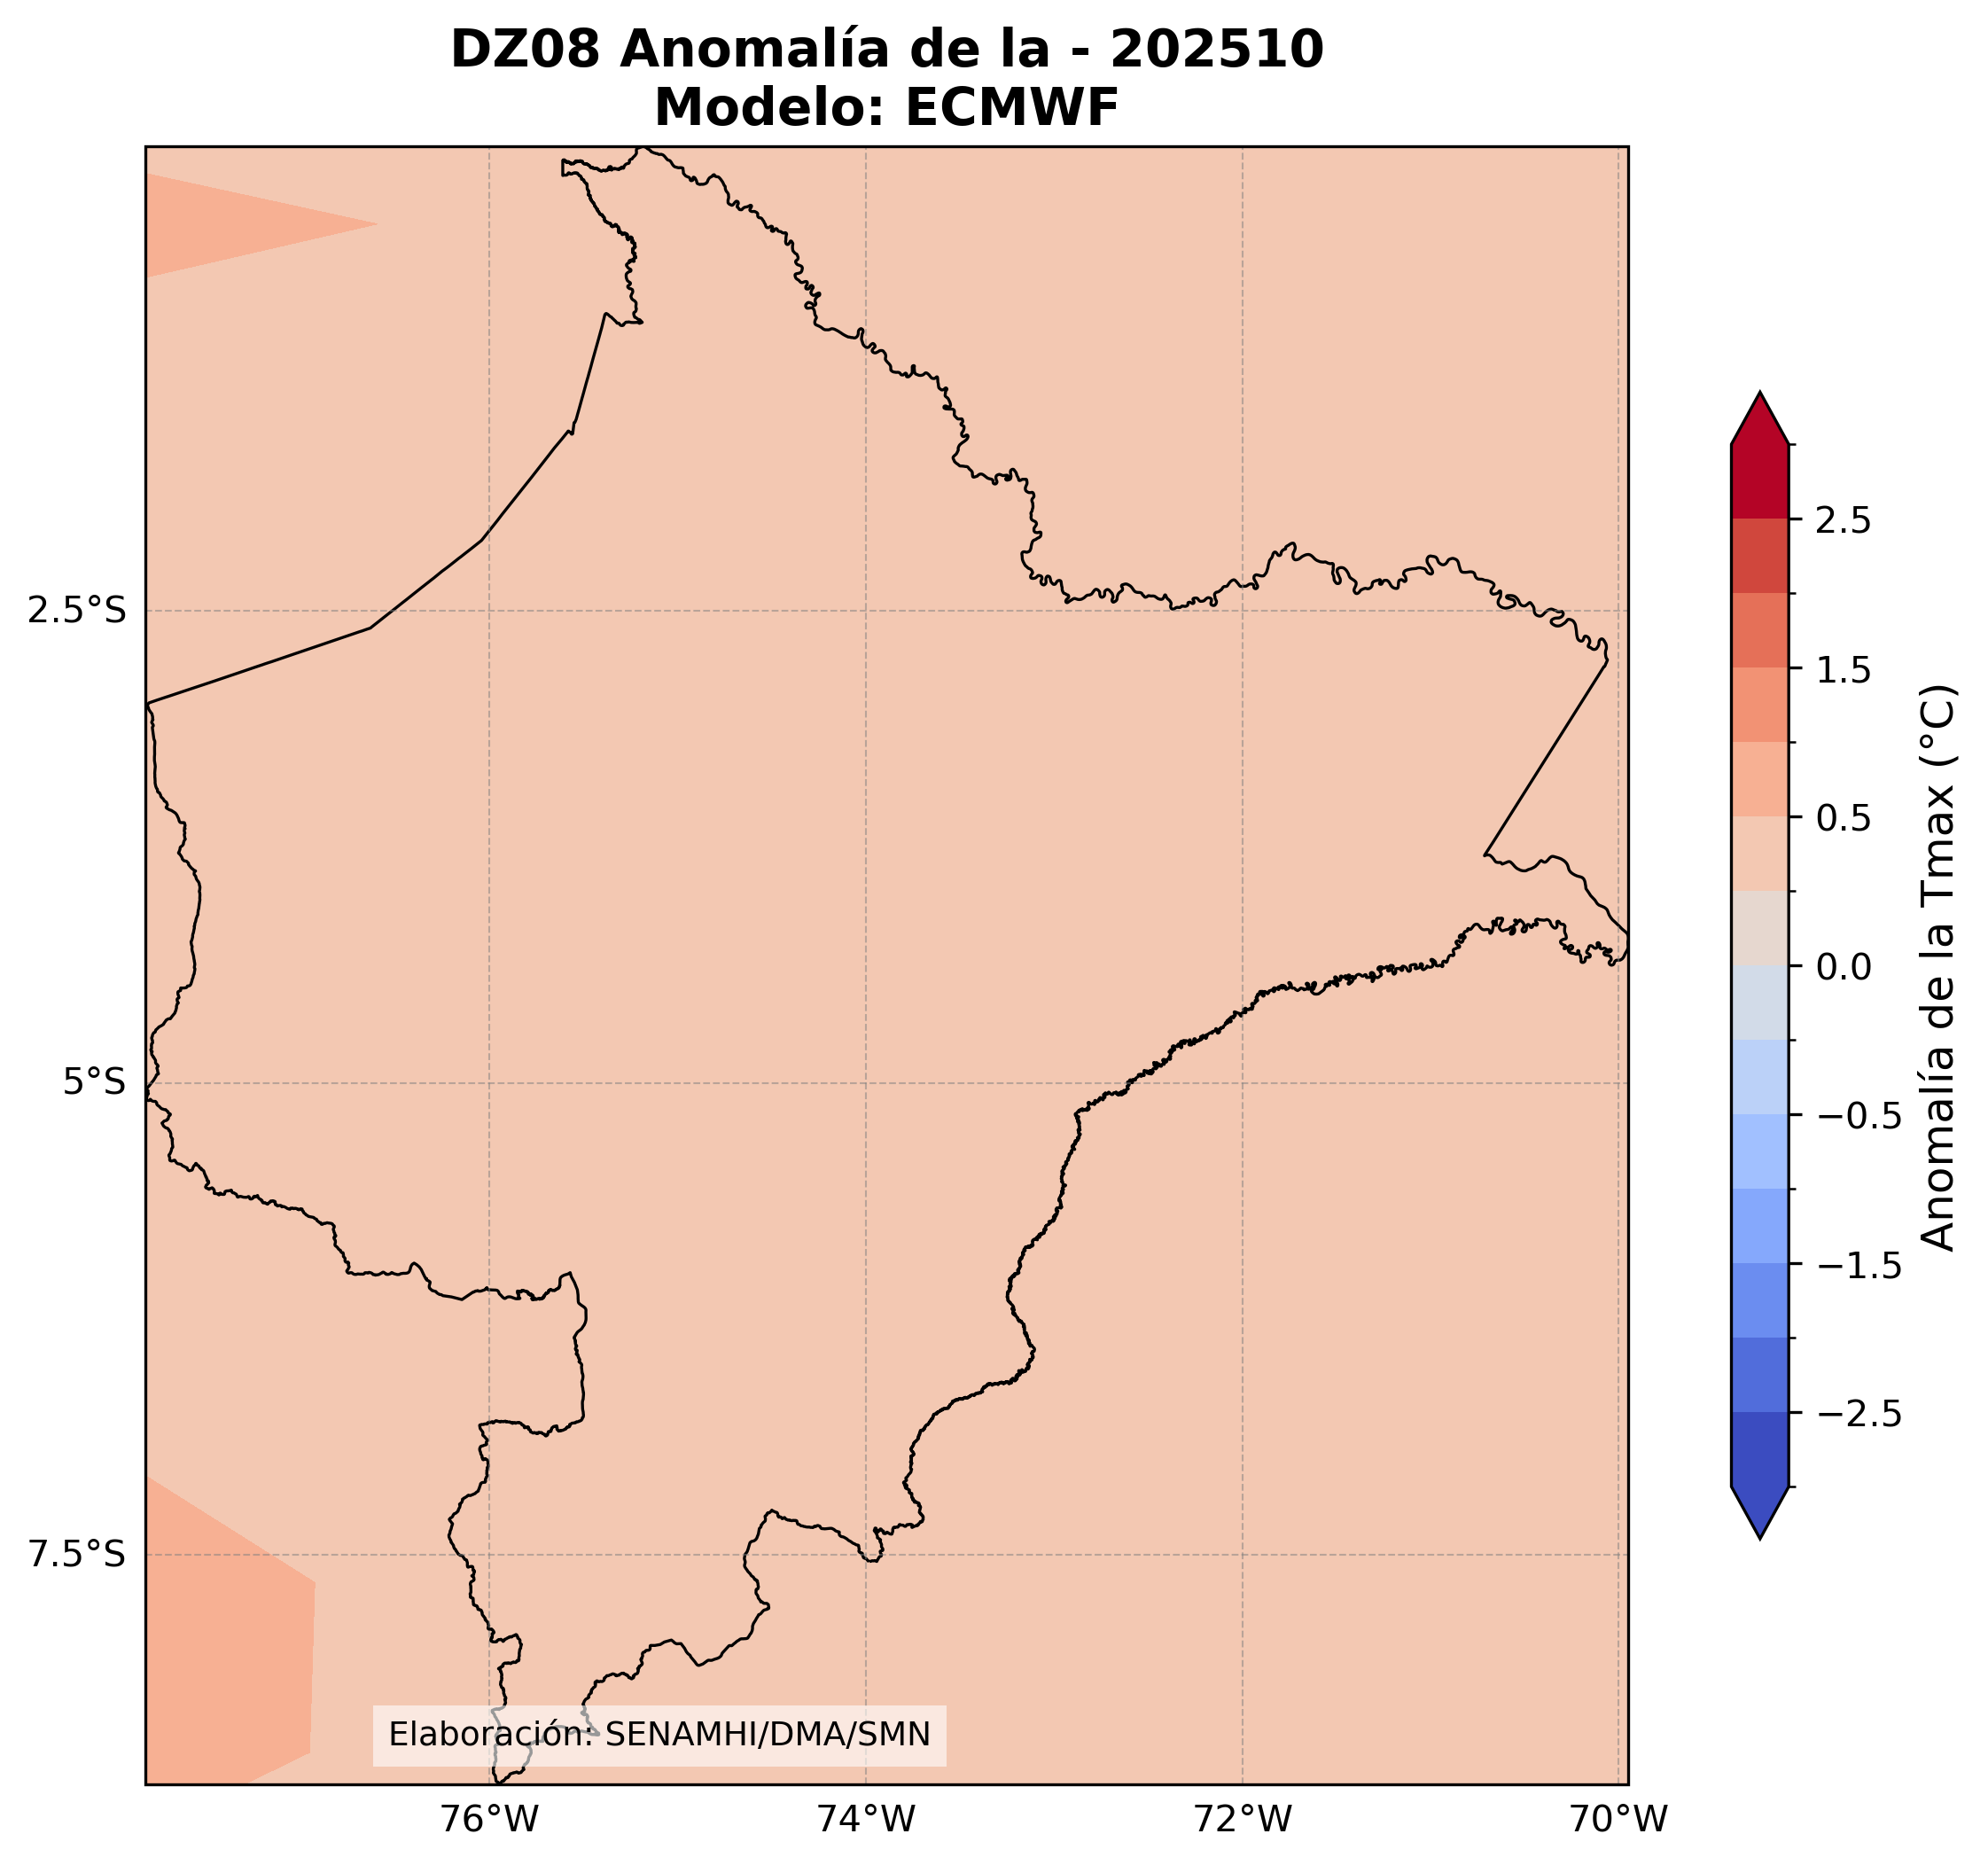 DZ08 Anomalía de la - 202510
Modelo: ECMWF
2.5°S
5°S
7.5°S
76°W
74°W
72°W
70°W
Elaboración: SENAMHI/DMA/SMN
2.5
1.5
0.5
0.0
−0.5
−1.5
−2.5
Anomalía de la Tmax (°C)